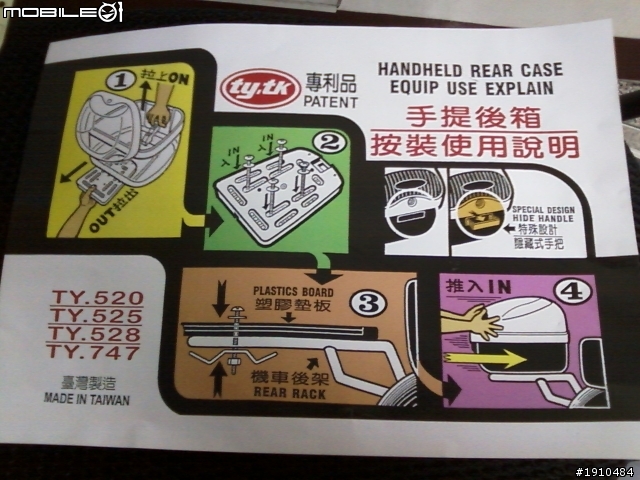 MOBILE01
ty.tk
專利品
PATENT
HANDHELD REAR CASE
EQUIP USE EXPLAIN
手提後箱
按裝使用說明
1 拉上ON
OUT拉出
2
Y IN
Y IN
SPECIAL DESIGN
HIDE HANDLE
特殊設計
隱藏式手把
TY.520
TY.525
TY.528
TY.747
臺灣製造
MADE IN TAIWAN
PLASTICS BOARD
塑膠墊板
3
機車後架
REAR RACK
推入IN
4
#1910484